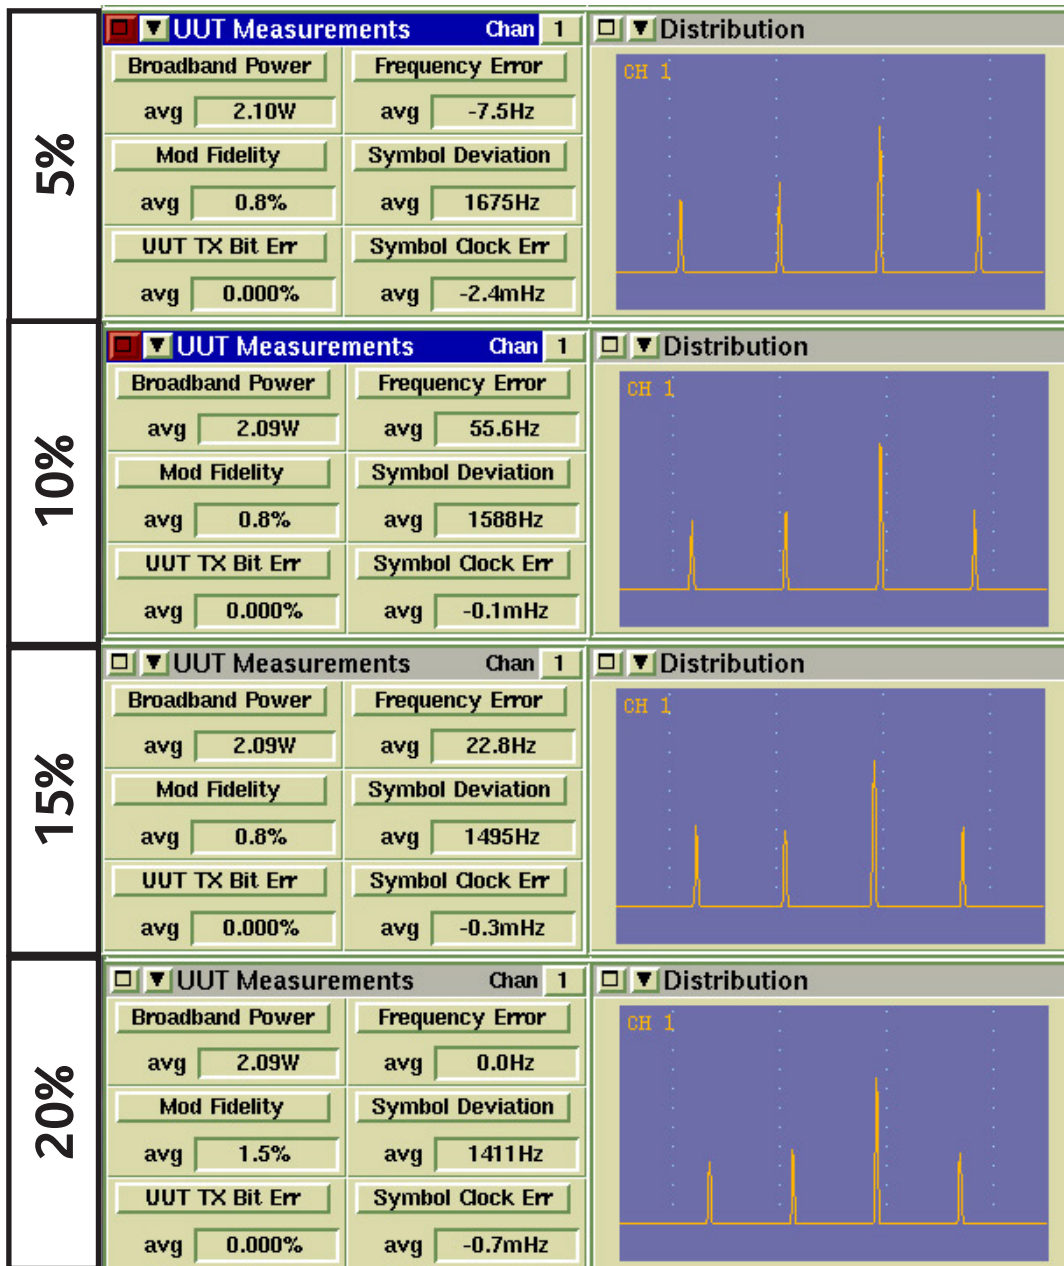 5%
UUT Measurements Chan 1
Broadband Power Frequency Error
avg 2.10W avg -7.5Hz
Mod Fidelity Symbol Deviation
avg 0.8% avg 1675Hz
UUT TX Bit Err Symbol Clock Err
avg 0.000% avg -2.4mHz
Distribution
CH 1
10%
UUT Measurements Chan 1
Broadband Power Frequency Error
avg 2.09W avg 55.6Hz
Mod Fidelity Symbol Deviation
avg 0.8% avg 1588Hz
UUT TX Bit Err Symbol Clock Err
avg 0.000% avg -0.1mHz
Distribution
CH 1
15%
UUT Measurements Chan 1
Broadband Power Frequency Error
avg 2.09W avg 22.8Hz
Mod Fidelity Symbol Deviation
avg 0.8% avg 1495Hz
UUT TX Bit Err Symbol Clock Err
avg 0.000% avg -0.3mHz
Distribution
CH 1
20%
UUT Measurements Chan 1
Broadband Power Frequency Error
avg 2.09W avg 0.0Hz
Mod Fidelity Symbol Deviation
avg 1.5% avg 1411Hz
UUT TX Bit Err Symbol Clock Err
avg 0.000% avg -0.7mHz
Distribution
CH 1